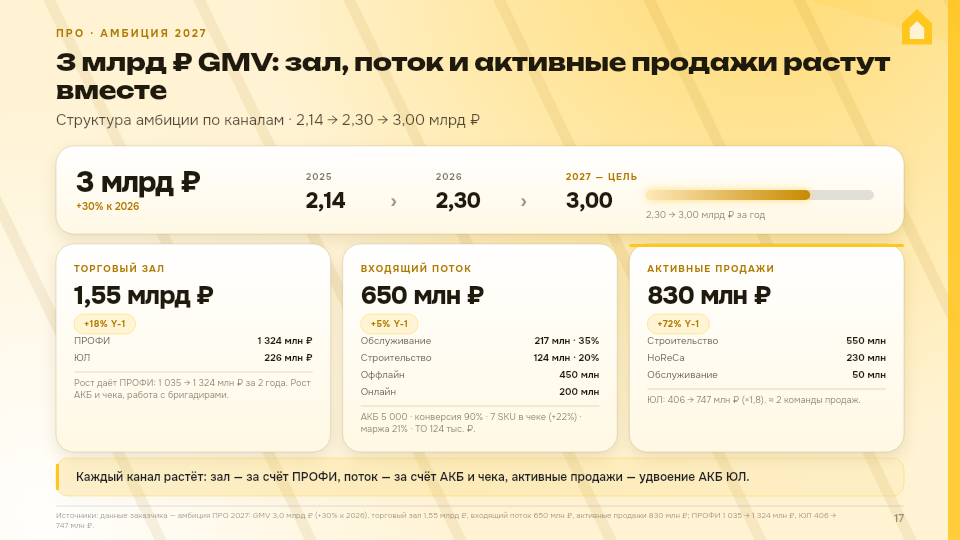 ПРО · АМБИЦИЯ 2027
3 млрд ₽ GMV: зал, поток и активные продажи растут
вместе
Структура амбиции по каналам · 2,14 → 2,30 → 3,00 млрд ₽
3 млрд ₽
+30% к 2026
2025
2,14
›
2026
2,30
›
2027 — ЦЕЛЬ
3,00
2,30 → 3,00 млрд ₽ за год
ТОРГОВЫЙ ЗАЛ
1,55 млрд ₽
+18% Y-1
ПРОФИ 1 324 млн ₽
ЮЛ 226 млн ₽
Рост даёт ПРОФИ: 1 035 → 1 324 млн ₽ за 2 года. Рост
АКБ и чека, работа с бригадирами.
ВХОДЯЩИЙ ПОТОК
650 млн ₽
+5% Y-1
Обслуживание 217 млн · 35%
Строительство 124 млн · 20%
Оффлайн 450 млн
Онлайн 200 млн
АКБ 5 000 · конверсия 90% · 7 SKU в чеке (+22%) ·
маржа 21% · ТО 124 тыс. ₽.
АКТИВНЫЕ ПРОДАЖИ
830 млн ₽
+72% Y-1
Строительство 550 млн
HoReCa 230 млн
Обслуживание 50 млн
ЮЛ: 406 → 747 млн ₽ (×1,8). ≈ 2 команды продаж.
Каждый канал растёт: зал — за счёт ПРОФИ, поток — за счёт АКБ и чека, активные продажи — удвоение АКБ ЮЛ.
Источники: данные заказчика — амбиция ПРО 2027: GMV 3,0 млрд ₽ (+30% к 2026), торговый зал 1,55 млрд ₽, входящий поток 650 млн ₽, активные продажи 830 млн ₽; ПРОФИ 1 035 → 1 324 млн ₽, ЮЛ 406 →
747 млн ₽.
17